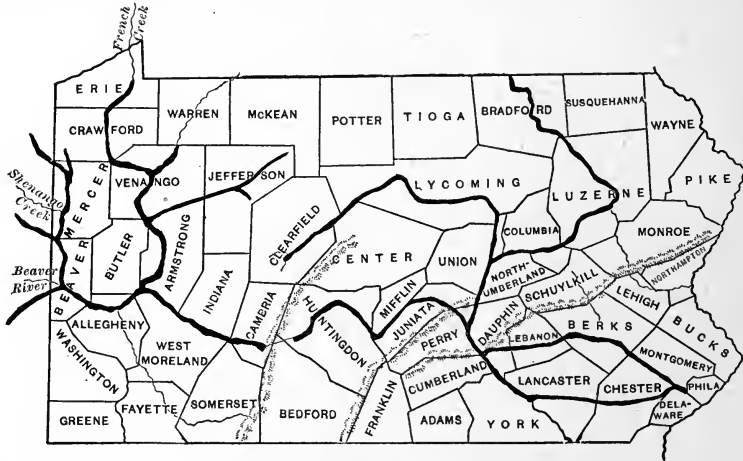 French
Creek
ERIE
CRAWFORD
WARREN
McKEAN
POTTER
TIOGA
BRADFORD
SUSQUEHANNA
WAYNE
PIKE
Shenango
Creek
MERCER
VENANGO
JEFFERSON
LYCOMING
LUZERNE
COLUMBIA
MONROE
Beaver
River
BEAVER
BUTLER
ARMSTRONG
CLEARFIELD
CENTER
UNION
NORTH-
UMBERLAND
NORTHAMPTON
INDIANA
CAMBRIA
HUNTINGDON
MIFFLIN
JUNIATA
PERRY
DAUPHIN
SCHUYLKILL
LEHIGH
BUCKS
ALLEGHENY
WASHINGTON
WEST
MORELAND
LEBANON
BERKS
MONTGOMERY
CUMBERLAND
LANCASTER
CHESTER
PHILA
DELA-
WARE
GREENE
FAYETTE
SOMERSET
BEDFORD
FRANKLIN
ADAMS
YORK